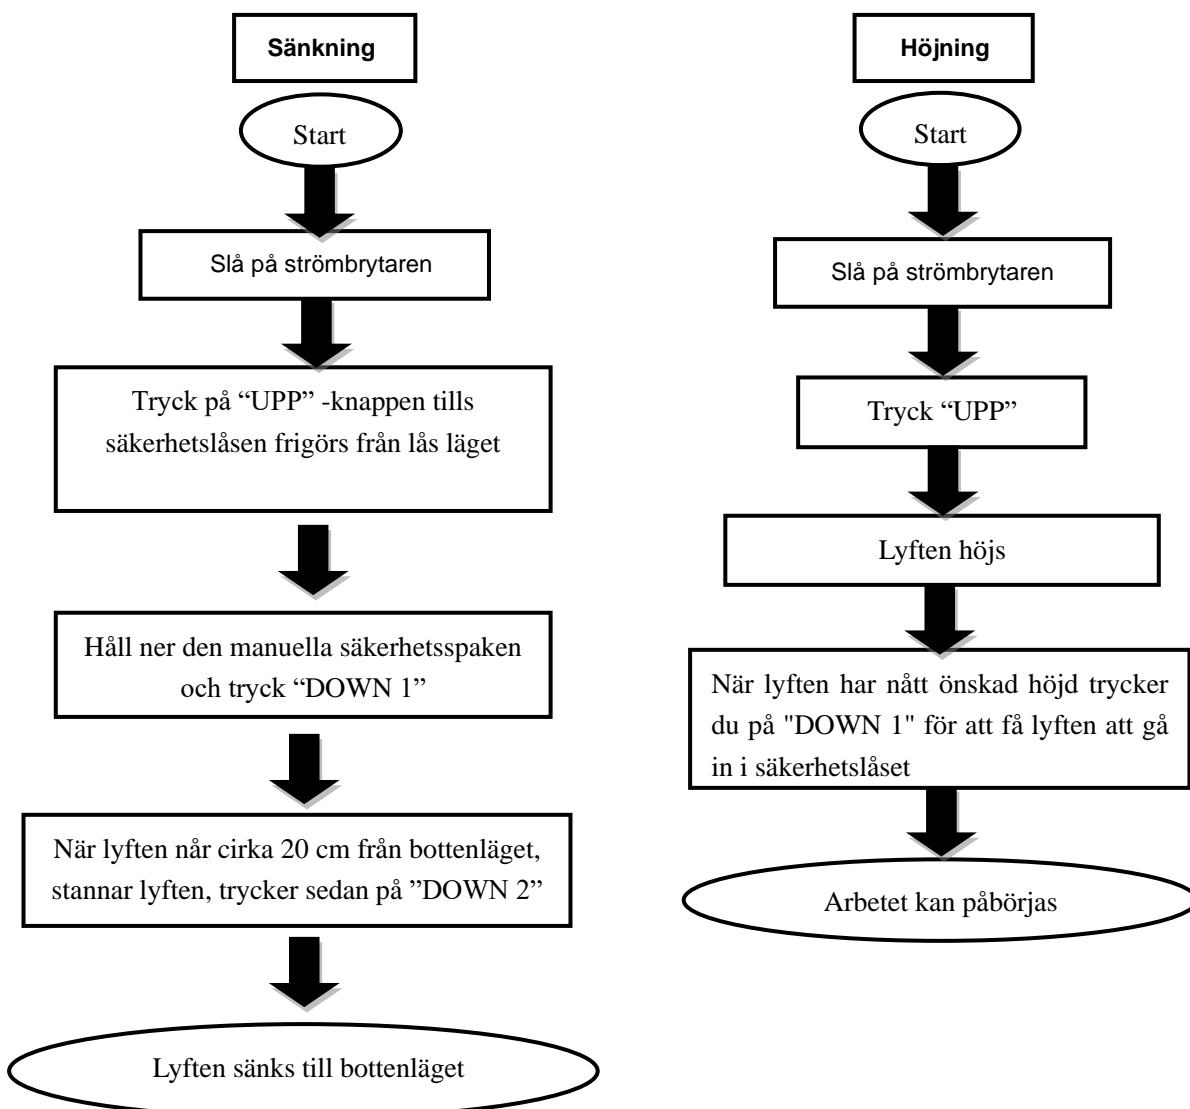 Sänkning
Start
Slå på strömbrytaren
Tryck på “UPP” -knappen tills
säkerhetslåsen frigörs från lås läget
Håll ner den manuella säkerhetsspaken
och tryck “DOWN 1”
När lyften når cirka 20 cm från bottenläget,
stannar lyften, trycker sedan på ”DOWN 2”
Lyften sänks till bottenläget
Höjning
Start
Slå på strömbrytaren
Tryck “UPP”
Lyften höjs
När lyften har nått önskad höjd trycker
du på "DOWN 1" för att få lyften att gå
in i säkerhetslåset
Arbetet kan påbörjas